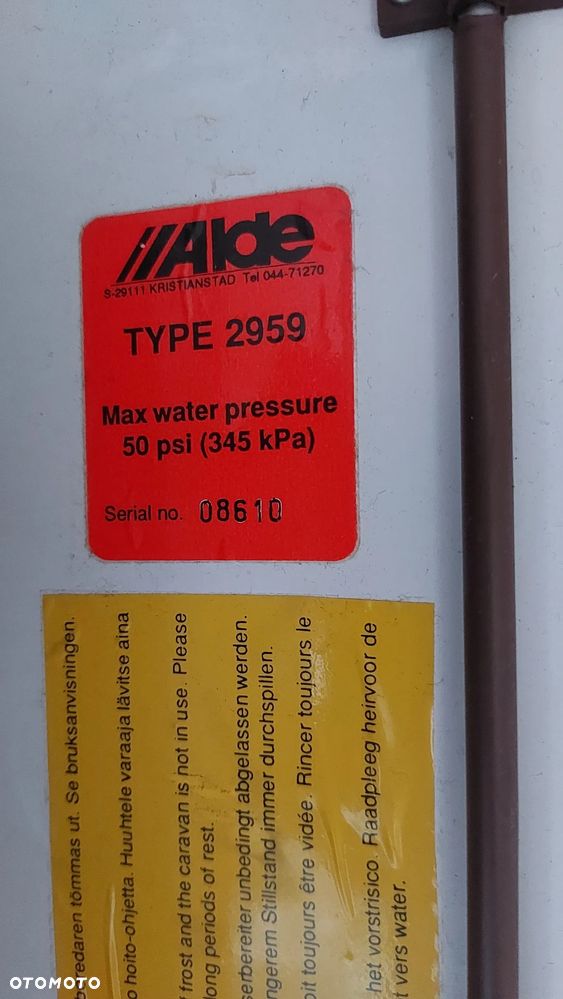 Alde
S-29111 KRISTIANSTAD Tel 044-71270
TYPE 2959
Max water pressure
50 psi (345 kPa)
Serial no. 08610
redaren tömmas ut. Se bruksanvisningen.
hoito-ohjetta. Huuhtele varaaja lävitse aina
frost and the caravan is not in use. Please
long periods of rest.
serbereiter unbedingt abgelassen werden.
ngerem Stillstand immer durchspillen.
oit toujours être vidée. Rincer toujours le
het vorstrisico. Raadpleeg heirvoor de
vers water.
OTOMOTO